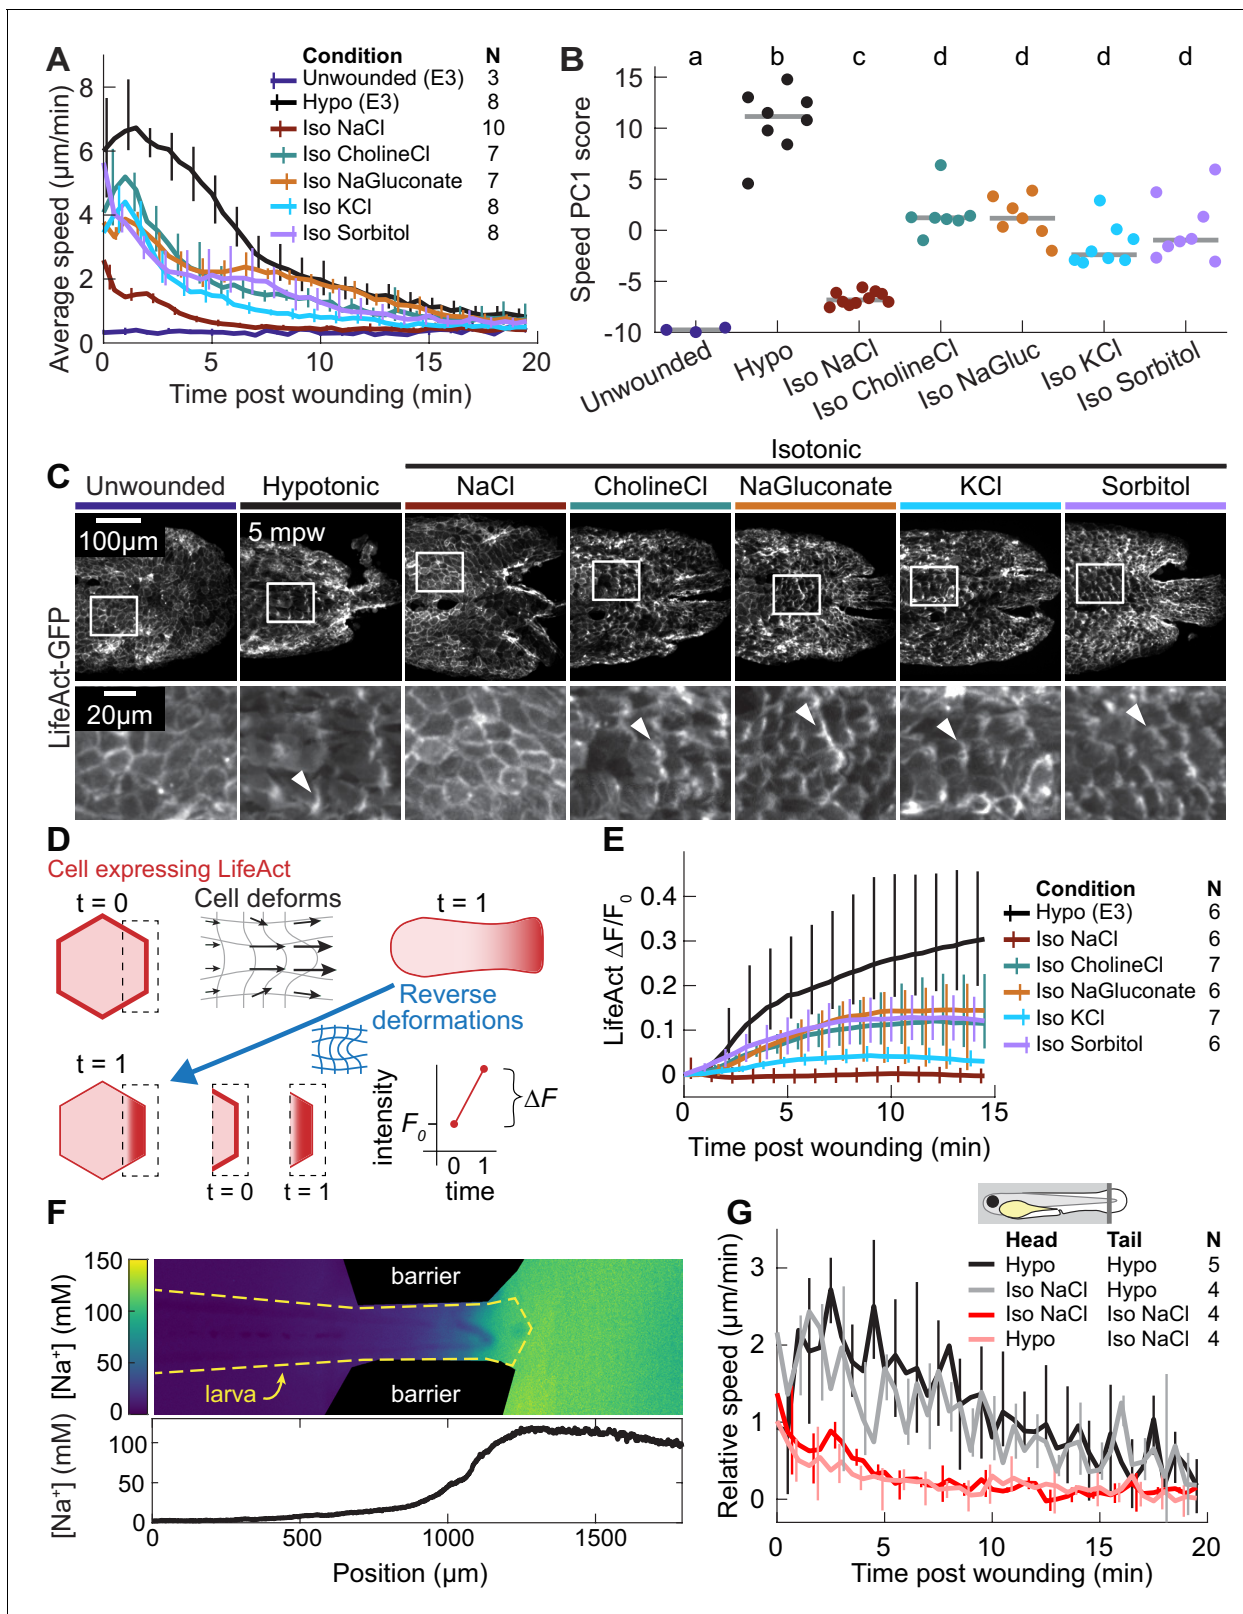 A
Condition N
Unwounded (E3) 3
Hypo (E3) 8
Iso NaCl 10
Iso CholineCl 7
Iso NaGluconate 7
Iso KCl 8
Iso Sorbitol 8
Average speed (µm/min)
8
6
4
2
0
0 5 10 15 20
Time post wounding (min)
B
a b c d d d d
Speed PC1 score
15
10
5
0
-5
-10
Unwounded
Hypo
Iso NaCl
Iso CholineCl
Iso NaGluc
Iso KCl
Iso Sorbitol
C
Isotonic
Unwounded Hypotonic NaCl CholineCl NaGluconate KCl Sorbitol
100µm
5 mpw
20µm
LifeAct-GFP
D
Cell expressing LifeAct
t = 0
Cell deforms
t = 1
Reverse
deformations
t = 1
t = 0
t = 1
intensity
F0
ΔF
0 1
time
E
LifeAct ΔF/F0
0.4
0.3
0.2
0.1
0
0 5 10 15
Time post wounding (min)
Condition N
Hypo (E3) 6
Iso NaCl 6
Iso CholineCl 7
Iso NaGluconate 6
Iso KCl 7
Iso Sorbitol 6
F
[Na+] (mM)
150
100
50
0
barrier
larva
barrier
[Na+] (mM)
100
50
0
0 500 1000 1500
Position (µm)
G
Head Tail N
Hypo Hypo 5
Iso NaCl Hypo 4
Iso NaCl Iso NaCl 4
Hypo Iso NaCl 4
Relative speed (µm/min)
3
2
1
0
0 5 10 15 20
Time post wounding (min)